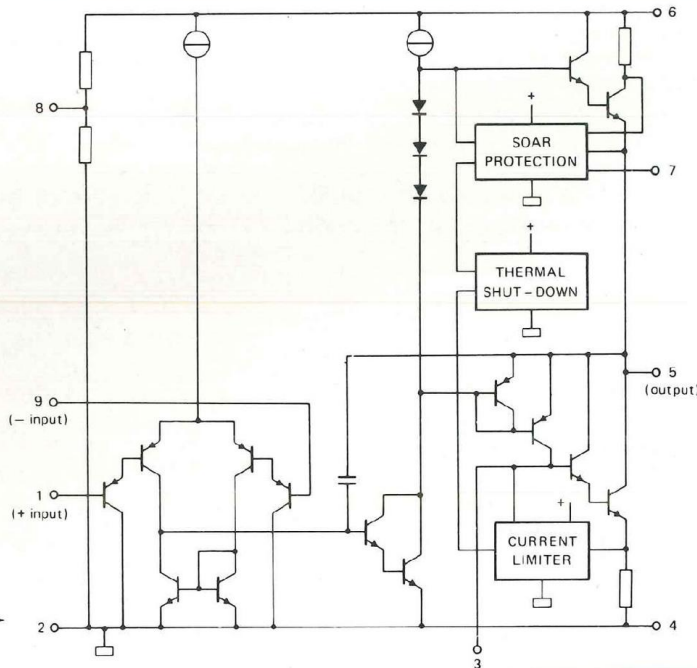 6
8
+
SOAR
PROTECTION
7
+
THERMAL
SHUT-DOWN
5
(output)
9
(– input)
1
(+ input)
+
CURRENT
LIMITER
2
4
3